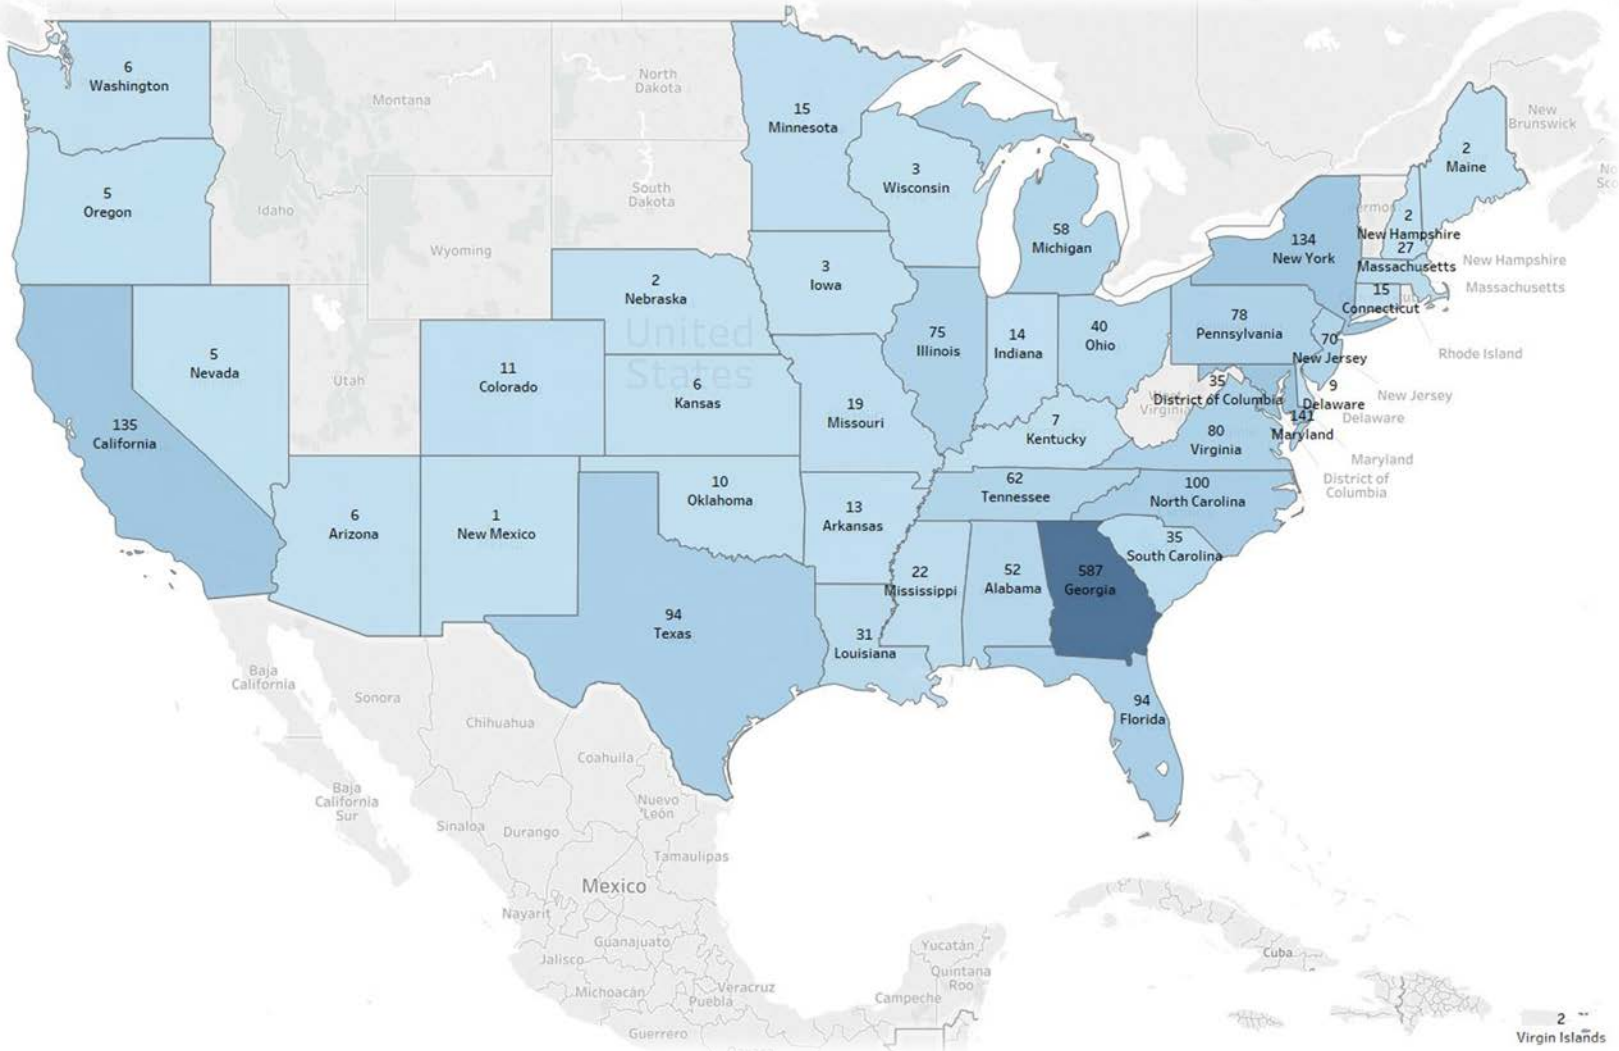 6
Washington
Montana
North
Dakota
15
Minnesota
New
Brunswick
2
Maine
3
Wisconsin
5
Oregon
Idaho
South
Dakota
Wyoming
58
Michigan
134
New York
2
New Hampshire
27
Massachusetts
New Hampshire
Massachusetts
15
Connecticut
2
Nebraska
3
Iowa
United
States
75
Illinois
14
Indiana
40
Ohio
78
Pennsylvania
70
New Jersey
Rhode Island
5
Nevada
Utah
11
Colorado
6
Kansas
19
Missouri
7
Kentucky
Virginia
35
District of Columbia
9
Delaware
New Jersey
Delaware
141
Maryland
80
Virginia
Maryland
District of
Columbia
135
California
6
Arizona
1
New Mexico
10
Oklahoma
13
Arkansas
62
Tennessee
100
North Carolina
35
South Carolina
94
Texas
31
Louisiana
22
Mississippi
52
Alabama
587
Georgia
94
Florida
Baja
California
Sonora
Chihuahua
Coahuila
Baja
California
Sur
Nuevo
León
Sinaloa
Durango
Tamaulipas
Mexico
Nayarit
Guanajuato
Jalisco
Michoacán
Veracruz
Puebla
Guerrero
Yucatán
Quintana
Roo
Campeche
Cuba
2
Virgin Islands